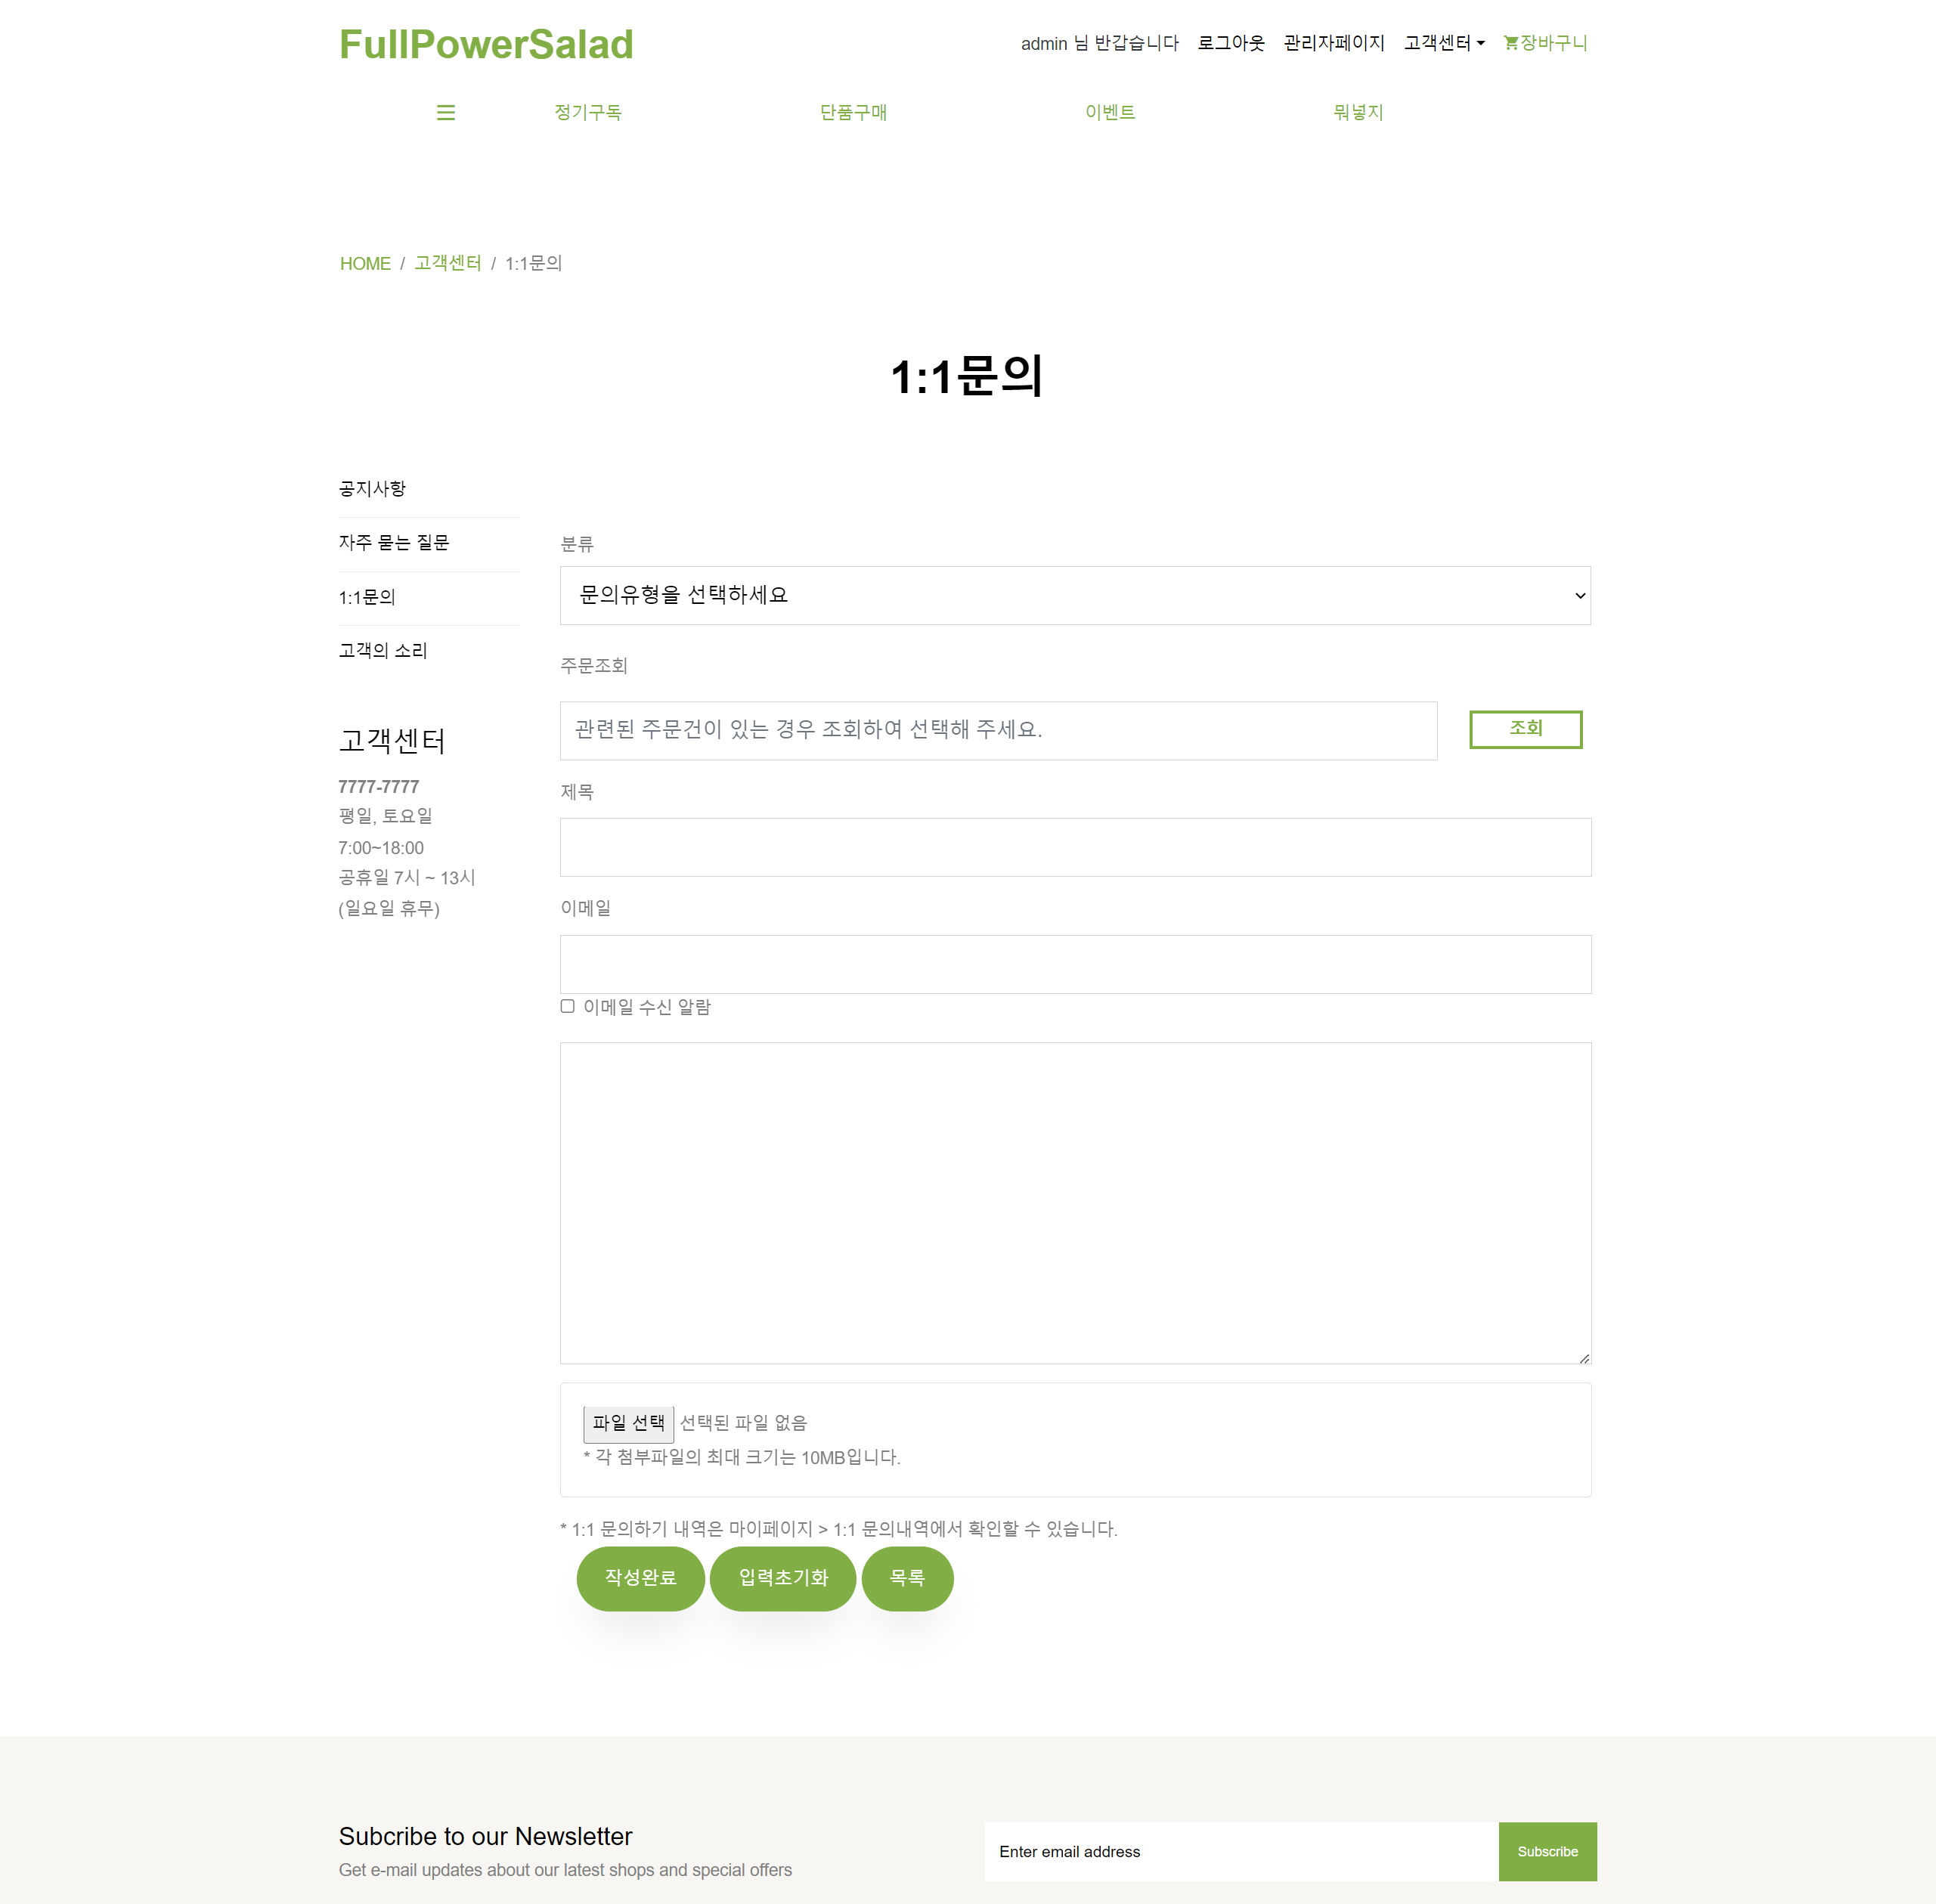 FullPowerSalad
admin 님 반갑습니다 로그아웃 관리자페이지 고객센터 장바구니
정기구독 단품구매 이벤트 뭐넣지
HOME / 고객센터 / 1:1문의
1:1문의
공지사항
자주 묻는 질문
1:1문의
고객의 소리
고객센터
7777-7777
평일, 토요일
7:00~18:00
공휴일 7시 ~ 13시
(일요일 휴무)
분류
문의유형을 선택하세요
주문조회
관련된 주문건이 있는 경우 조회하여 선택해 주세요. 조회
제목
이메일
이메일 수신 알람
파일 선택 선택된 파일 없음
* 각 첨부파일의 최대 크기는 10MB입니다.
* 1:1 문의하기 내역은 마이페이지 > 1:1 문의내역에서 확인할 수 있습니다.
작성완료 입력초기화 목록
Subcribe to our Newsletter
Get e-mail updates about our latest shops and special offers
Enter email address Subscribe